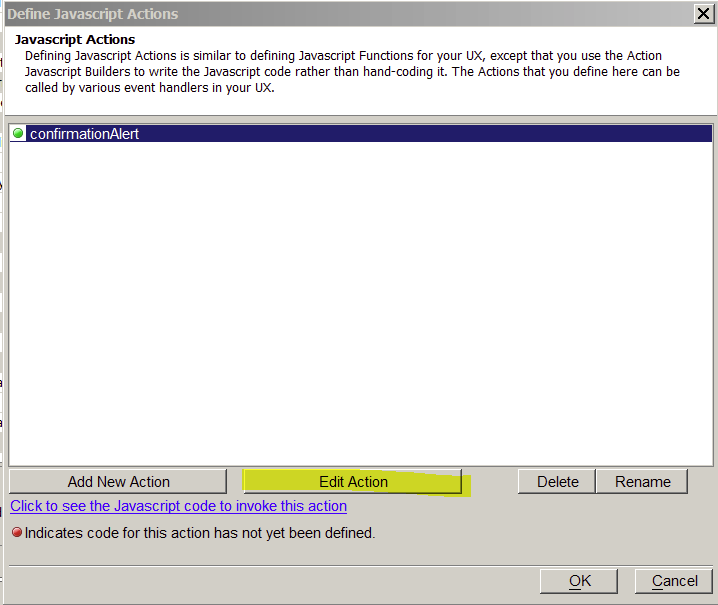 Define Javascript Actions
Javascript Actions
Defining Javascript Actions is similar to defining Javascript Functions for your UX, except that you use the Action
Javascript Builders to write the Javascript code rather than hand-coding it. The Actions that you define here can be
called by various event handlers in your UX.
confirmationAlert
Add New Action
Edit Action
Delete
Rename
Click to see the Javascript code to invoke this action
Indicates code for this action has not yet been defined.
OK
Cancel